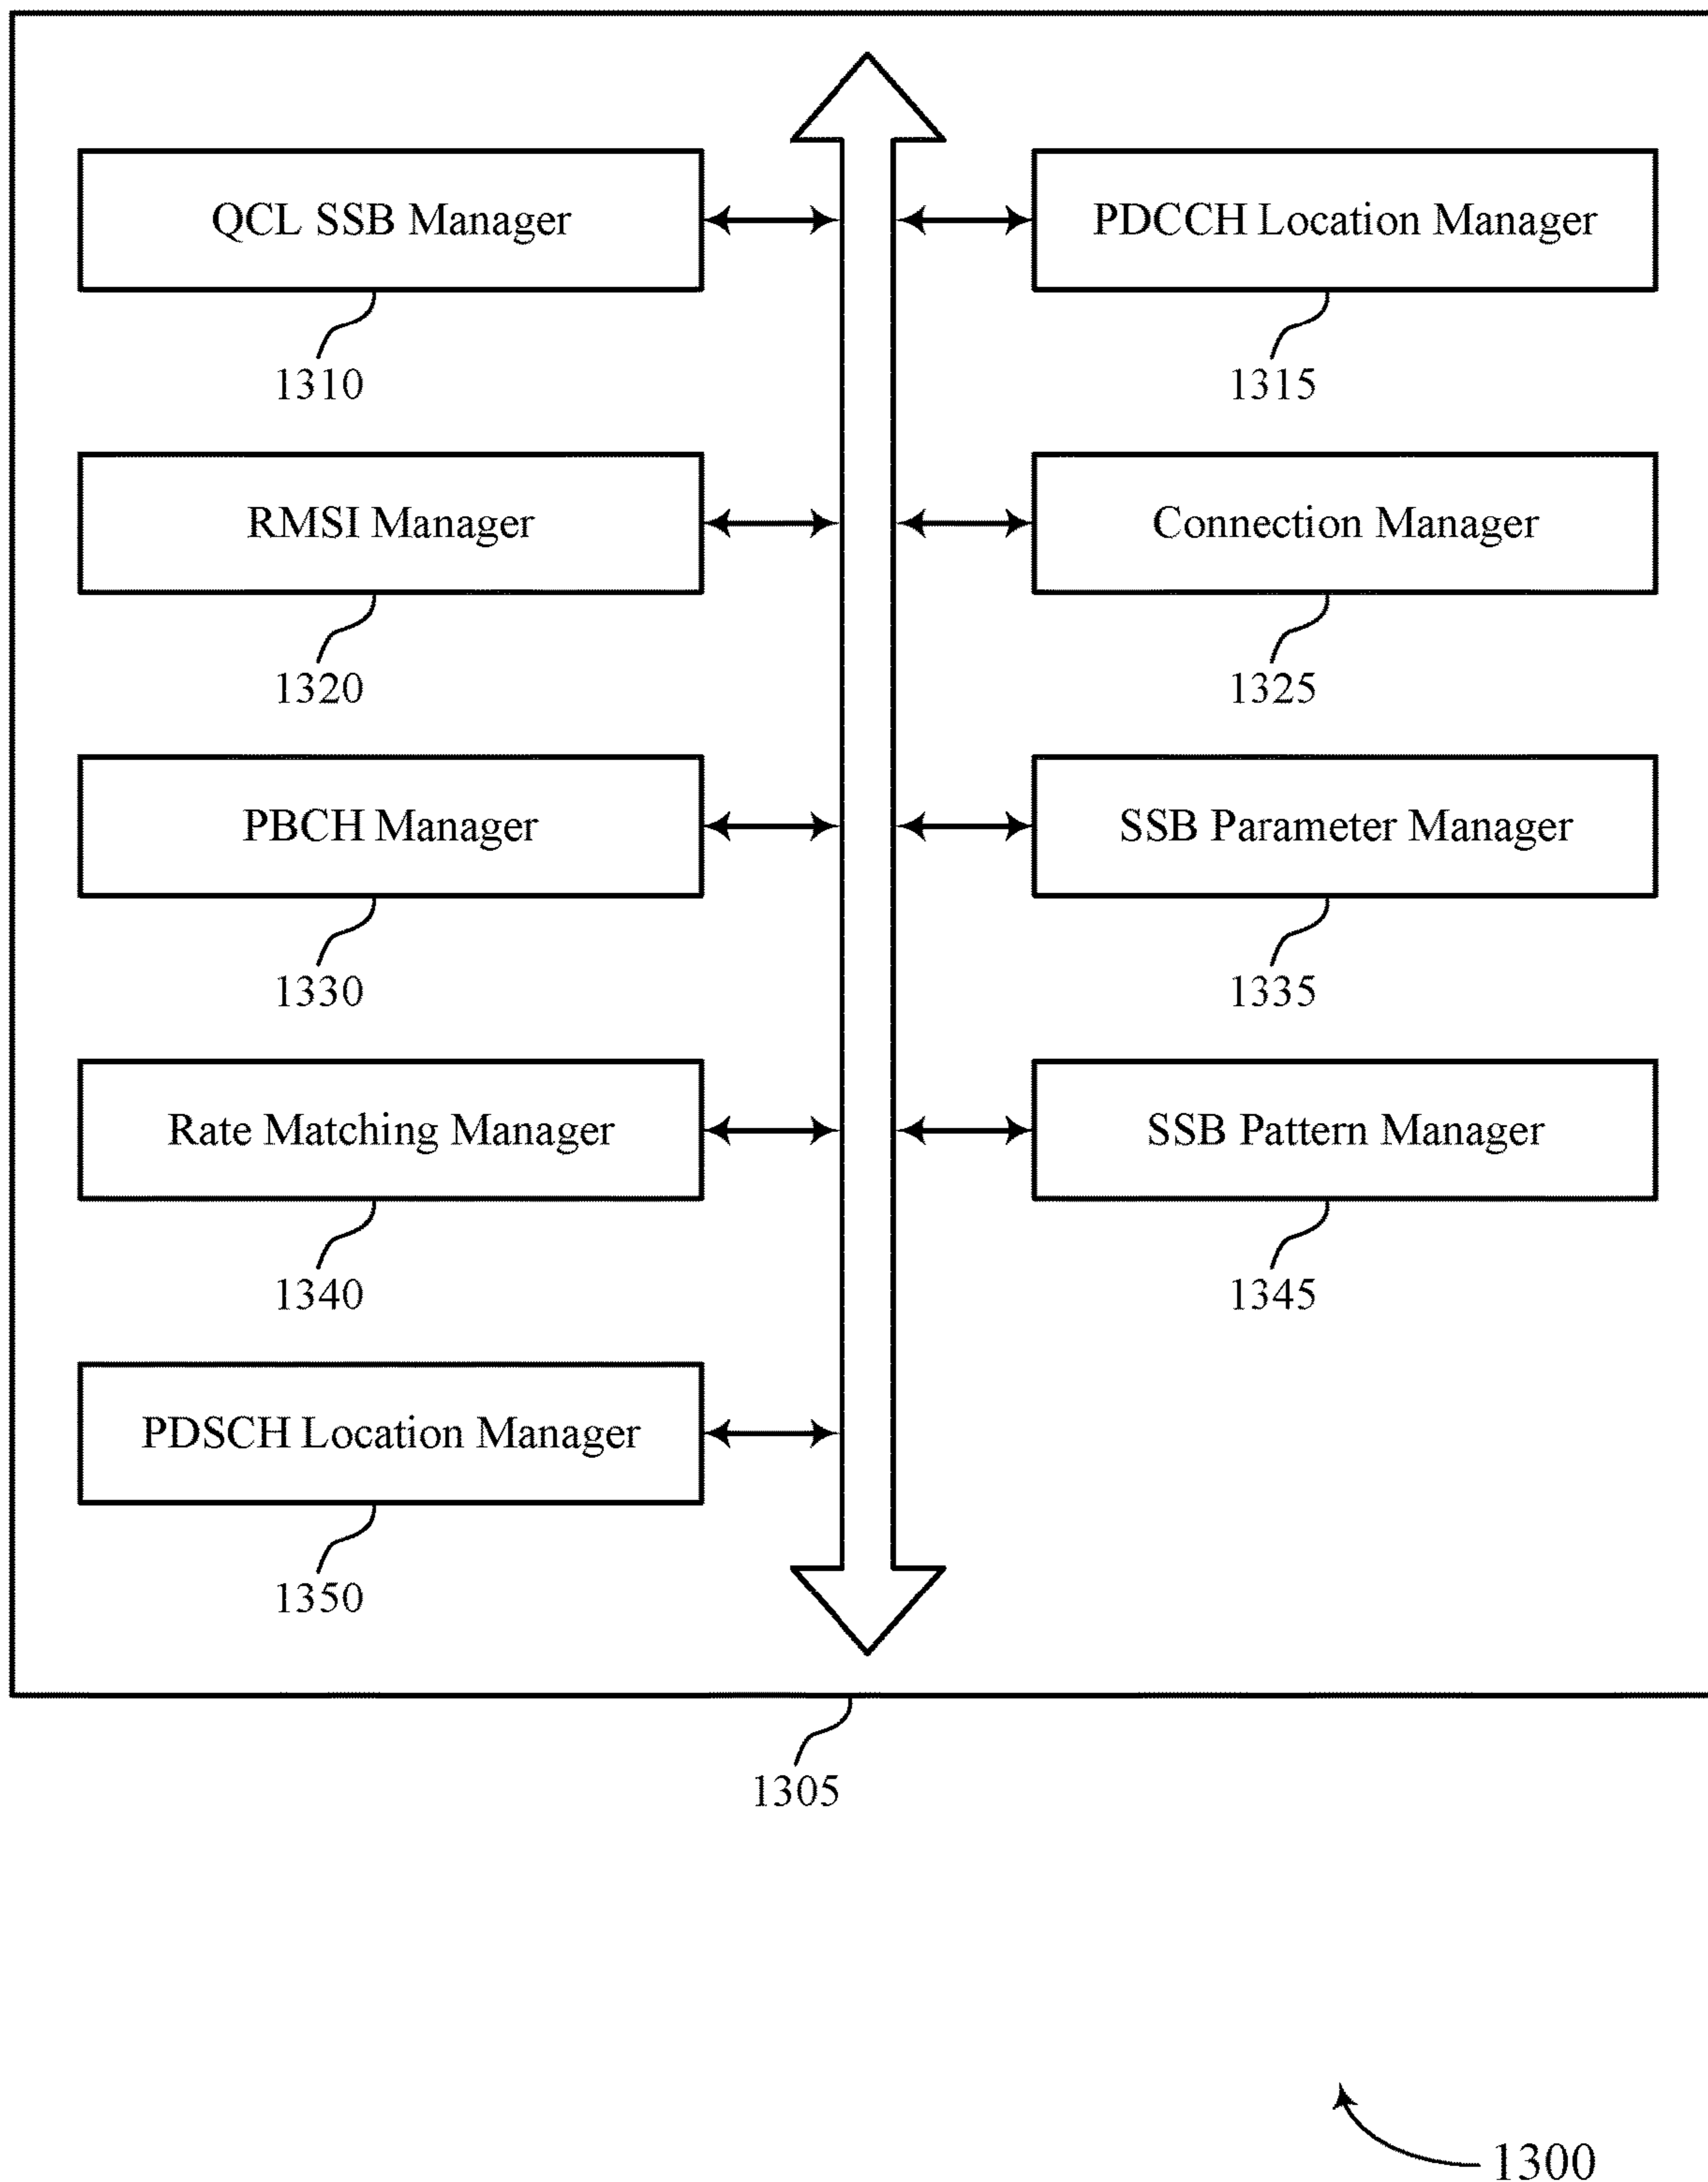 QCL SSB Manager
PDCCH Location Manager
1310
1315
RMSI Manager
Connection Manager
1320
1325
PBCH Manager
SSB Parameter Manager
1330
1335
Rate Matching Manager
SSB Pattern Manager
1340
1345
PDSCH Location Manager
1350
1305
1300